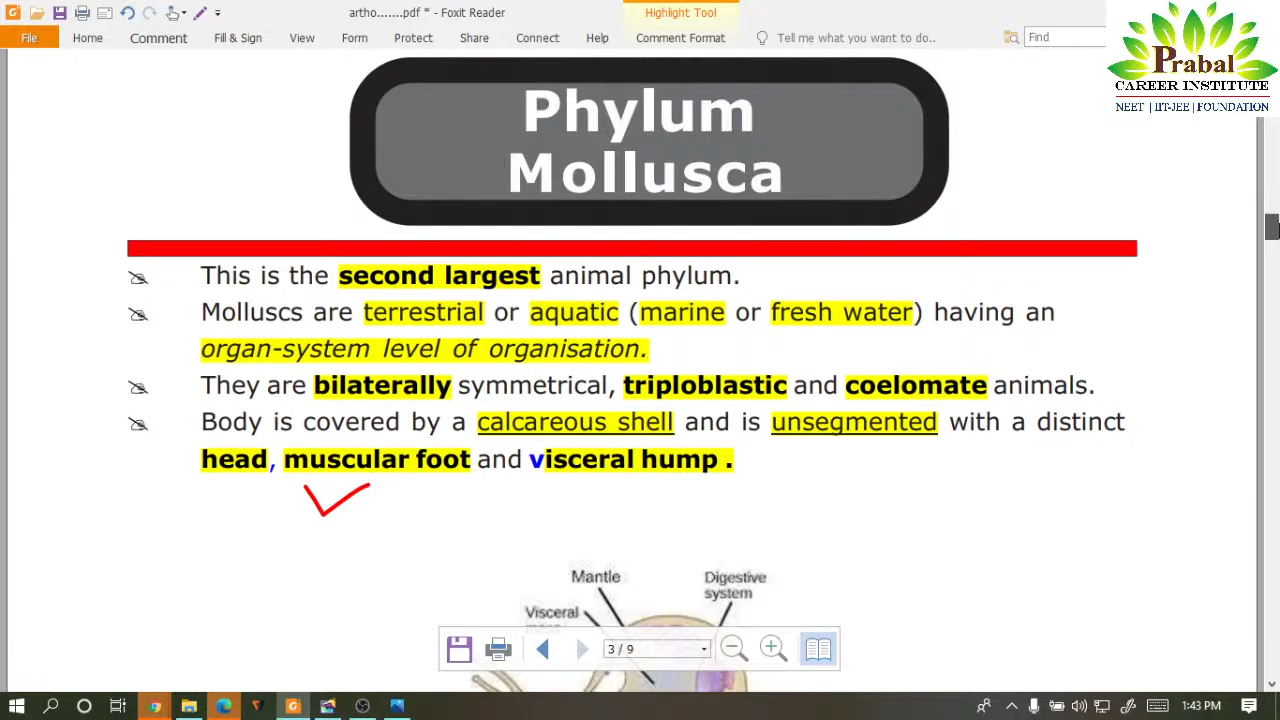 artho.......pdf * - Foxit Reader
Highlight Tool
File Home Comment Fill & Sign View Form Protect Share Connect Help Comment Format Tell me what you want to do.. Find
Prabal
CAREER INSTITUTE
NEET | IIT-JEE | FOUNDATION
Phylum
Mollusca
This is the second largest animal phylum.
Molluscs are terrestrial or aquatic (marine or fresh water) having an
organ-system level of organisation.
They are bilaterally symmetrical, triploblastic and coelomate animals.
Body is covered by a calcareous shell and is unsegmented with a distinct
head, muscular foot and visceral hump .
Mantle
Digestive
system
Visceral
3 / 9
1:43 PM